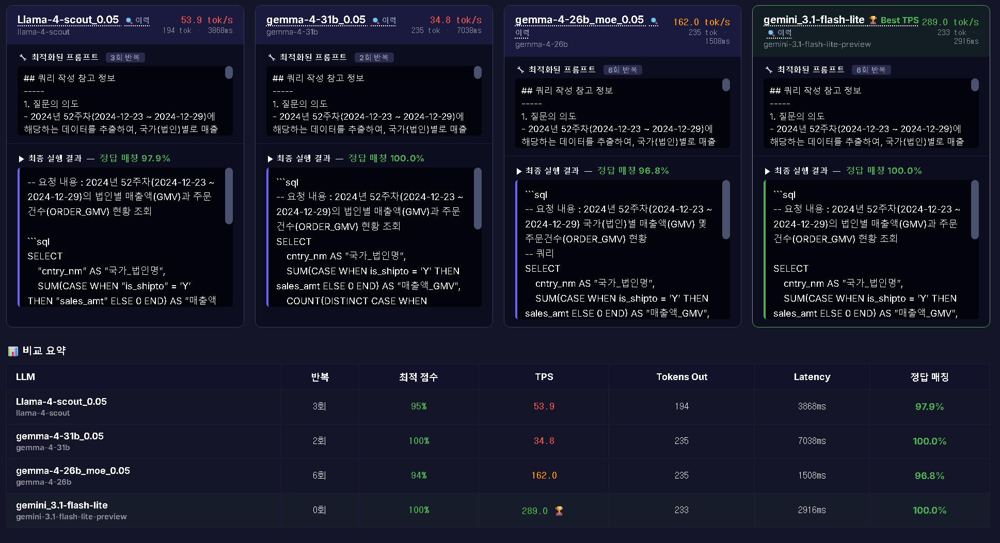 Llama-4-scout_0.05 🔍 이력 53.9 tok/s
llama-4-scout 194 tok · 3868ms
🔧 최적화된 프롬프트 3회 반복
## 쿼리 작성 참고 정보
-----
1. 질문의 의도
- 2024년 52주차(2024-12-23 ~ 2024-12-29)에
해당하는 데이터를 추출하여, 국가(법인)별로 매출
▶ 최종 실행 결과 — 정답 매칭 97.9%
-- 요청 내용 : 2024년 52주차(2024-12-23 ~
2024-12-29)의 법인별 매출액(GMV)과 주문
건수(ORDER_GMV) 현황 조회
```sql
SELECT
"cntry_nm" AS "국가_법인명",
SUM(CASE WHEN "is_shipto" = 'Y'
THEN "sales_amt" ELSE 0 END) AS "매출액
gemma-4-31b_0.05 🔍 이력 34.8 tok/s
gemma-4-31b 235 tok · 7038ms
🔧 최적화된 프롬프트 2회 반복
## 쿼리 작성 참고 정보
-----
1. 질문의 의도
- 2024년 52주차(2024-12-23 ~ 2024-12-29)에
해당하는 데이터를 추출하여, 국가(법인)별로 매출
▶ 최종 실행 결과 — 정답 매칭 100.0%
```sql
-- 요청 내용 : 2024년 52주차(2024-12-23 ~
2024-12-29)의 법인별 매출액(GMV)과 주문
건수(ORDER_GMV) 현황 조회
SELECT
cntry_nm AS "국가_법인명",
SUM(CASE WHEN is_shipto = 'Y' THEN
sales_amt ELSE 0 END) AS "매출액_GMV",
COUNT(DISTINCT CASE WHEN
gemma-4-26b_moe_0.05 🔍 162.0 tok/s
이력 235 tok ·
gemma-4-26b 1508ms
🔧 최적화된 프롬프트 6회 반복
## 쿼리 작성 참고 정보
-----
1. 질문의 의도
- 2024년 52주차(2024-12-23 ~ 2024-12-29)에
해당하는 데이터를 추출하여, 국가(법인)별로 매출
▶ 최종 실행 결과 — 정답 매칭 96.8%
```sql
-- 요청 내용 : 2024년 52주차(2024-12-23 ~
2024-12-29) 국가(법인)별 매출액(GMV) 및
주문건수(ORDER_GMV) 현황
-- 쿼리
SELECT
cntry_nm AS "국가_법인명",
SUM(CASE WHEN is_shipto = 'Y' THEN
sales_amt ELSE 0 END) AS "매출액_GMV",
gemini_3.1-flash-lite 🏆 Best TPS 289.0 tok/s
🔍 이력 233 tok ·
gemini-3.1-flash-lite-preview 2916ms
🔧 최적화된 프롬프트 6회 반복
## 쿼리 작성 참고 정보
-----
1. 질문의 의도
- 2024년 52주차(2024-12-23 ~ 2024-12-29)에
해당하는 데이터를 추출하여, 국가(법인)별로 매출
▶ 최종 실행 결과 — 정답 매칭 100.0%
```sql
-- 요청 내용 : 2024년 52주차(2024-12-23 ~
2024-12-29)의 법인별 매출액(GMV)과 주문
건수(ORDER_GMV) 현황 조회
SELECT
cntry_nm AS "국가_법인명",
SUM(CASE WHEN is_shipto = 'Y' THEN
sales_amt ELSE 0 END) AS "매출액_GMV",
📊 비교 요약
LLM 반복 최적 점수 TPS Tokens Out Latency 정답 매칭
Llama-4-scout_0.05 3회 95% 53.9 194 3868ms 97.9%
llama-4-scout
gemma-4-31b_0.05 2회 100% 34.8 235 7038ms 100.0%
gemma-4-31b
gemma-4-26b_moe_0.05 6회 94% 162.0 235 1508ms 96.8%
gemma-4-26b
gemini_3.1-flash-lite 0회 100% 289.0 🏆 233 2916ms 100.0%
gemini-3.1-flash-lite-preview